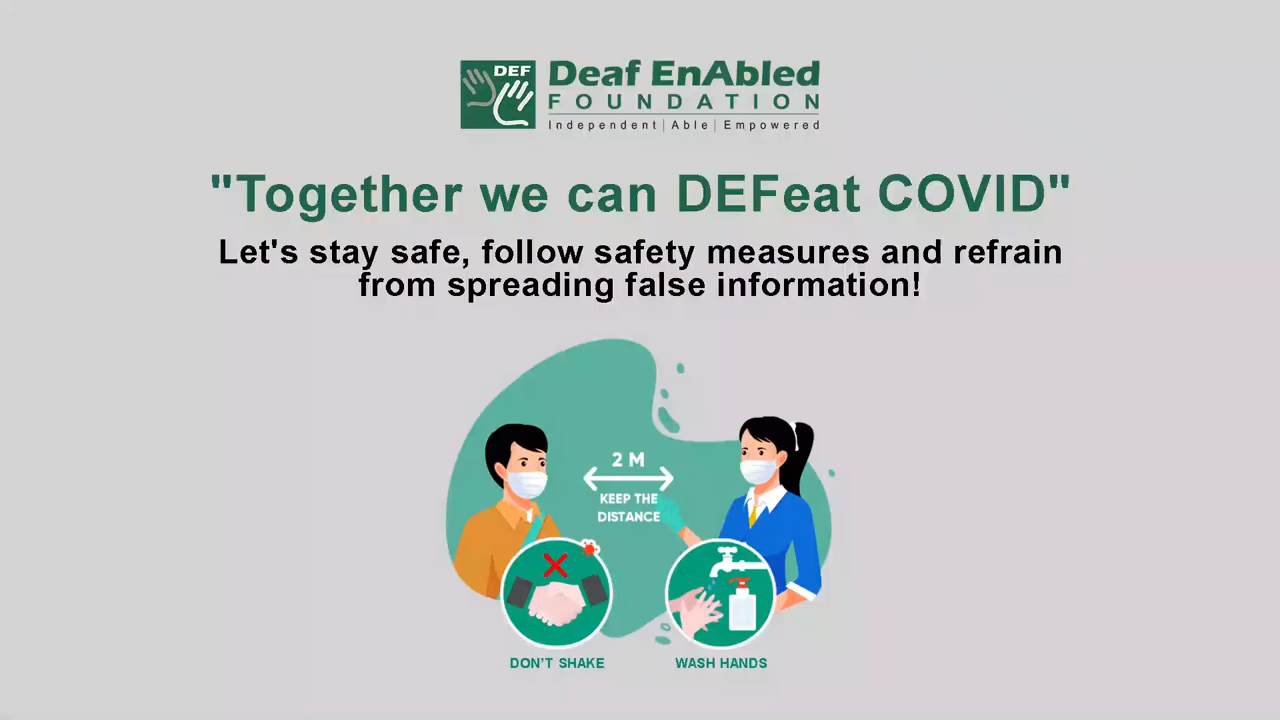 DEF
Deaf EnAbled
FOUNDATION
Independent | Able | Empowered
"Together we can DEFeat COVID"
Let's stay safe, follow safety measures and refrain
from spreading false information!
2 M
KEEP THE
DISTANCE
DON'T SHAKE
WASH HANDS